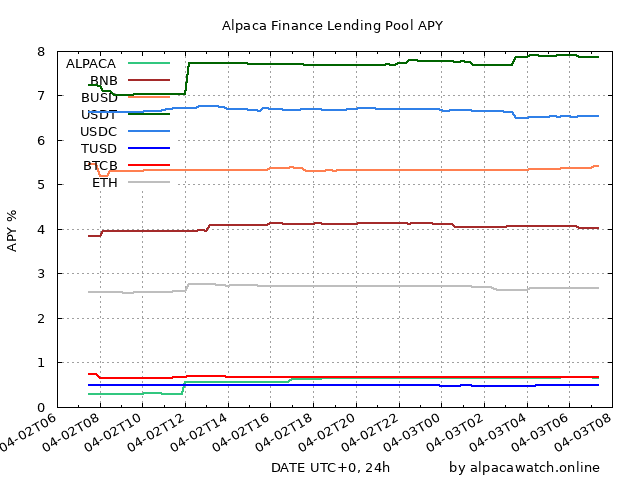 Alpaca Finance Lending Pool APY
8
7
6
5
4
3
2
1
0
APY %
ALPACA
BNB
BUSD
USDT
USDC
TUSD
BTCB
ETH
04-02T06
04-02T08
04-02T10
04-02T12
04-02T14
04-02T16
04-02T18
04-02T20
04-02T22
04-03T00
04-03T02
04-03T04
04-03T06
04-03T08
DATE UTC+0, 24h
by alpacawatch.online